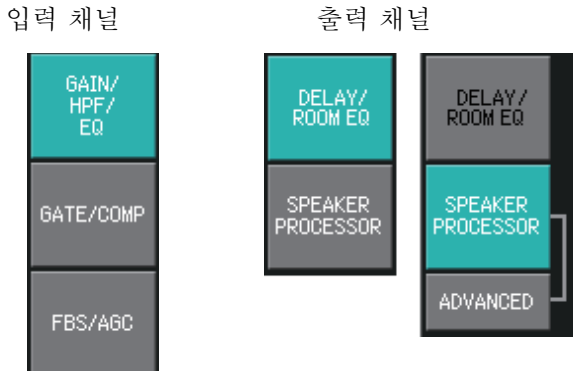 입력 채널
출력 채널
GAIN/
HPF/
EQ
GATE/COMP
FBS/AGC
DELAY/
ROOM EQ
SPEAKER
PROCESSOR
DELAY/
ROOM EQ
SPEAKER
PROCESSOR
ADVANCED